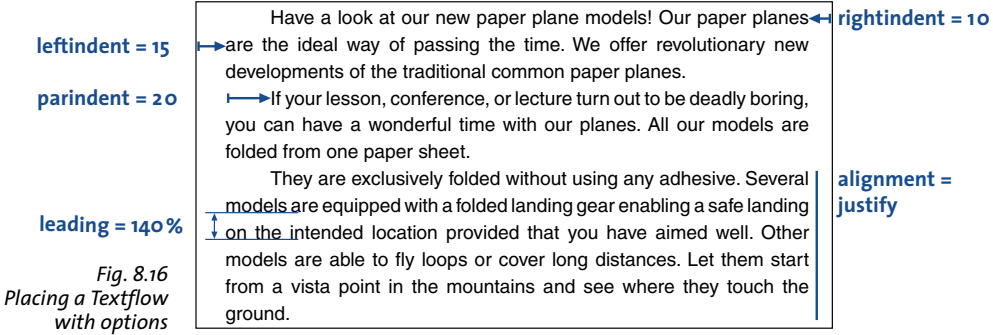 Have a look at our new paper plane models! Our paper planes
rightindent = 10
leftindent = 15
are the ideal way of passing the time. We offer revolutionary new
developments of the traditional common paper planes.
parindent = 20
If your lesson, conference, or lecture turn out to be deadly boring,
you can have a wonderful time with our planes. All our models are
folded from one paper sheet.
They are exclusively folded without using any adhesive. Several
alignment =
justify
models are equipped with a folded landing gear enabling a safe landing
leading = 140%
on the intended location provided that you have aimed well. Other
models are able to fly loops or cover long distances. Let them start
from a vista point in the mountains and see where they touch the
ground.
Fig. 8.16
Placing a Textflow
with options